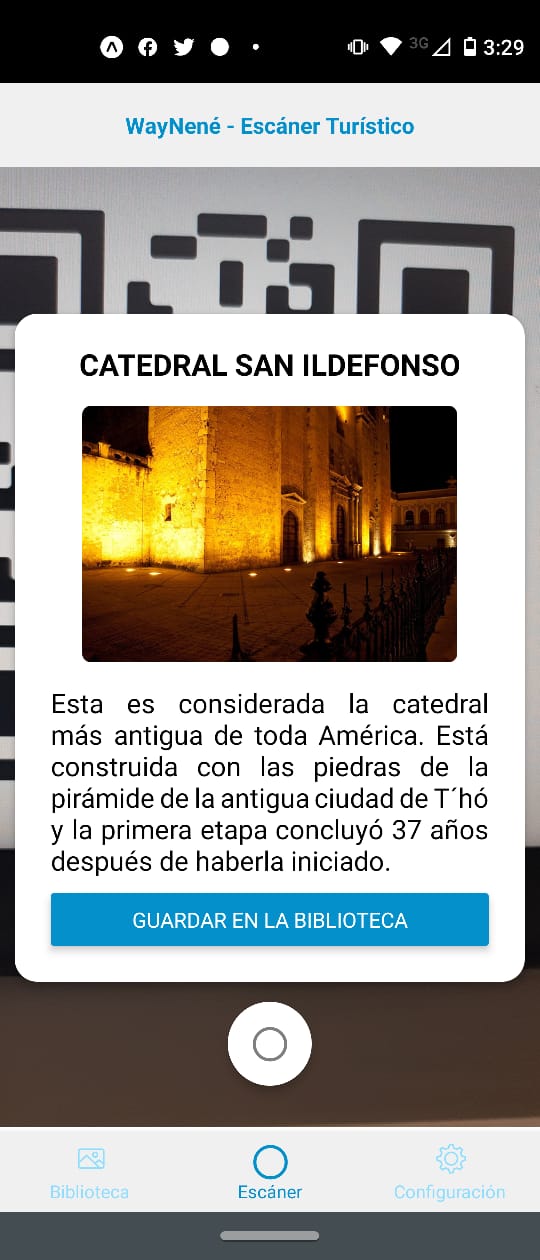 3G 3:29
WayNené - Escáner Turístico
CATEDRAL SAN ILDEFONSO
Esta es considerada la catedral
más antigua de toda América. Está
construida con las piedras de la
pirámide de la antigua ciudad de T´hó
y la primera etapa concluyó 37 años
después de haberla iniciado.
GUARDAR EN LA BIBLIOTECA
Biblioteca
Escáner
Configuración